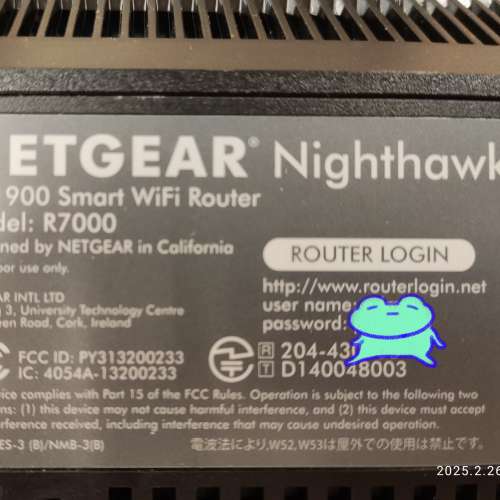 ETGEAR® Nighthawk
900 Smart WiFi Router
del: R7000
ned by NETGEAR in California
oor use only.
ROUTER LOGIN
AR INTL LTD
g 3, University Technology Centre
een Road, Cork, Ireland
http://www.routerlogin.net
user name
password:
FCC ID: PY313200233
IC: 4054A-13200233
R 204-43
T D140048003
vice complies with Part 15 of the FCC Rules. Operation is subject to the following two
ons: (1) this device may not cause harmful interference, and (2) this device must accept
erference received, including interference that may cause undesired operation.
ES-3 (B)/NMB-3(B)
電波法により,W52,W53は屋外での使用は禁止で
2025.2.26